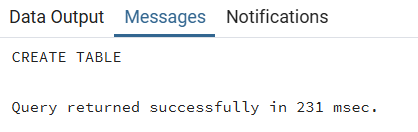 Data Output Messages Notifications
CREATE TABLE
Query returned successfully in 231 msec.